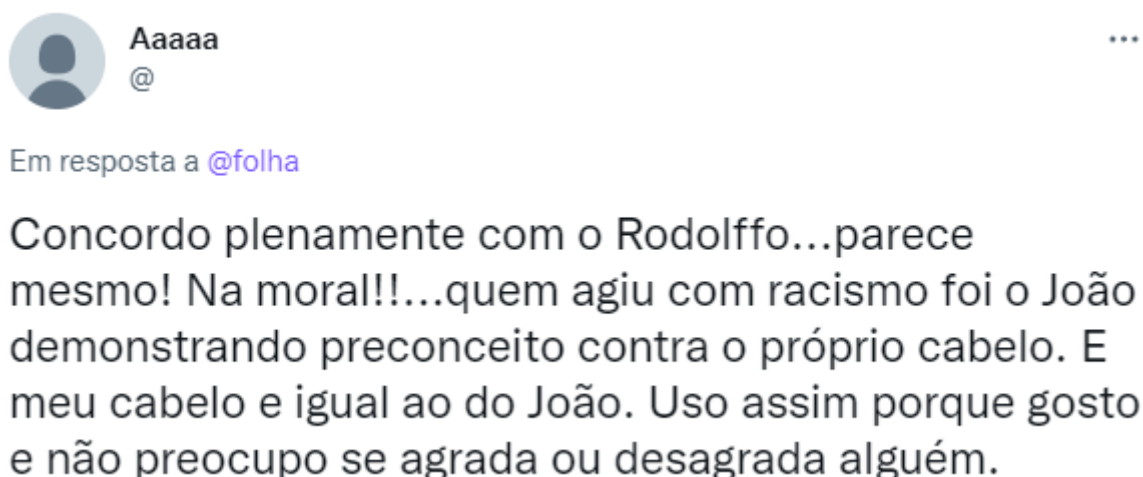 Aaaaa
@
Em resposta a @folha
Concordo plenamente com o Rodolffo...parece
mesmo! Na moral!!...quem agiu com racismo foi o João
demonstrando preconceito contra o próprio cabelo. E
meu cabelo e igual ao do João. Uso assim porque gosto
e não preocupo se agrada ou desagrada alguém.